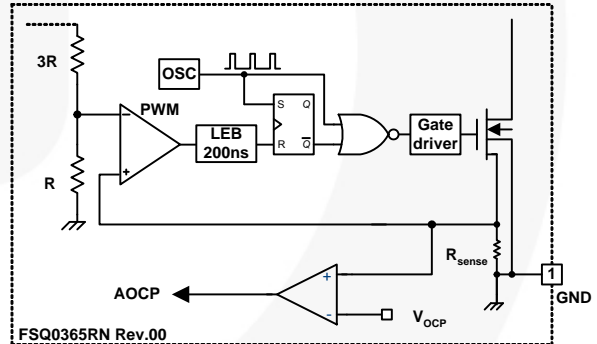 3R
OSC
PWM
S Q
R Q
LEB
200ns
Gate
driver
R
+
Rsense
1
GND
AOCP
+
-
VOCP
FSQ0365RN Rev.00